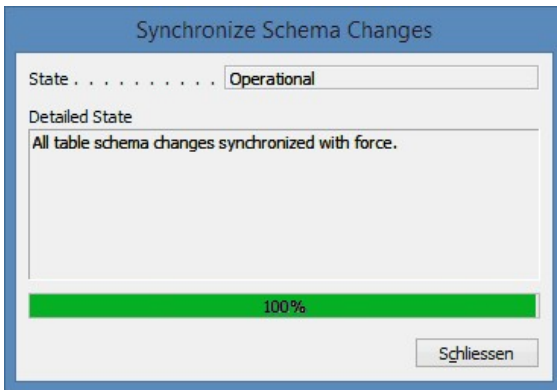 Synchronize Schema Changes
State . . . . . . . . . . Operational
Detailed State
All table schema changes synchronized with force.
100%
Schliessen